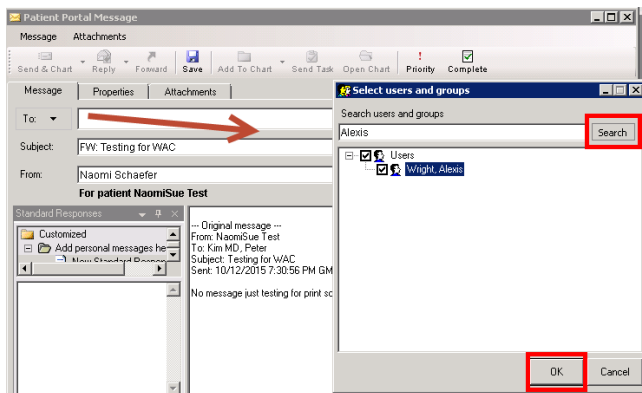 Patient Portal Message
Message Attachments
Send & Chart Reply Forward Save Add To Chart Send Task Open Chart Priority Complete
Message Properties Attachments
To:
Subject: FW: Testing for WAC
From: Naomi Schaefer
For patient NaomiSue Test
Standard Responses
Customized
Add personal messages he
New Standard
--- Original message ---
From: NaomiSue Test
To: Kim MD, Peter
Subject: Testing for WAC
Sent: 10/12/2015 7:30:56 PM GM
No message just testing for print sc
Select users and groups
Search users and groups
Alexis Search
Users
Wright, Alexis
OK Cancel